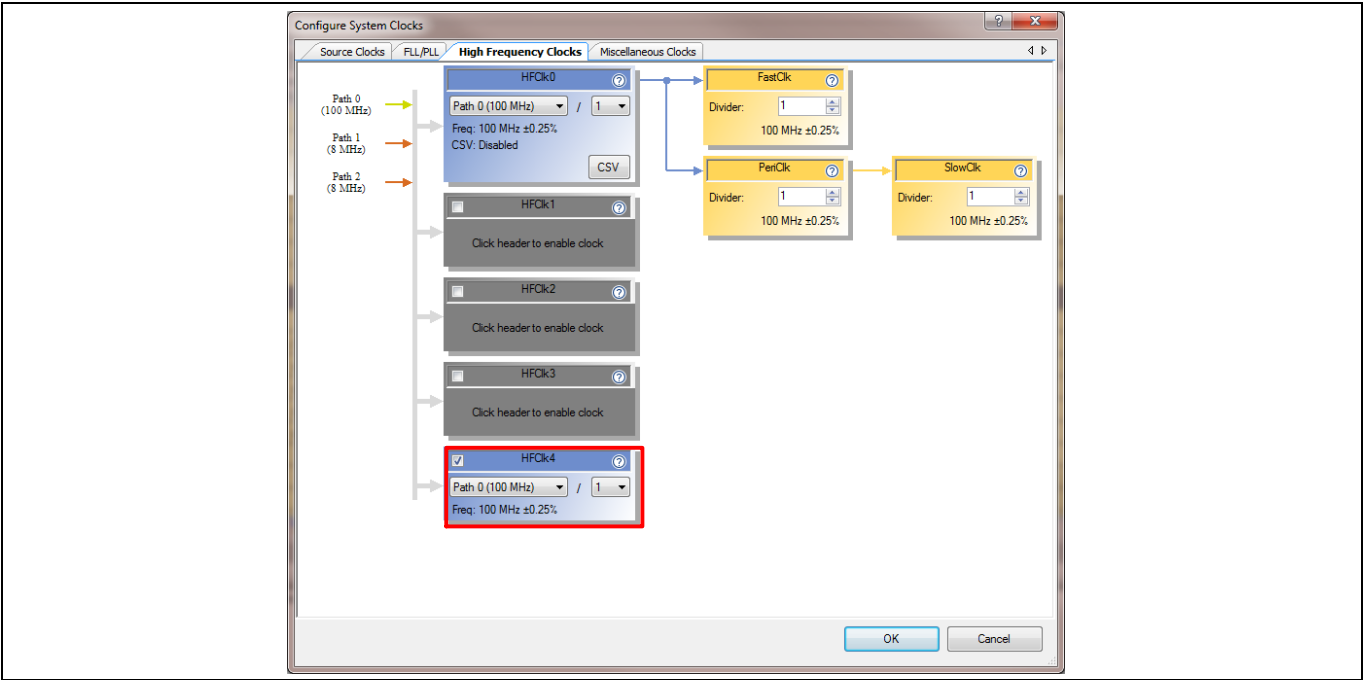 Configure System Clocks
Source Clocks FLL/PLL High Frequency Clocks Miscellaneous Clocks
Path 0
(100 MHz)
Path 1
(8 MHz)
Path 2
(8 MHz)
HFClk0
Path 0 (100 MHz) / 1
Freq: 100 MHz ±0.25%
CSV: Disabled
CSV
HFClk1
Click header to enable clock
HFClk2
Click header to enable clock
HFClk3
Click header to enable clock
HFClk4
Path 0 (100 MHz) / 1
Freq: 100 MHz ±0.25%
FastClk
Divider: 1
100 MHz ±0.25%
PeriClk
Divider: 1
100 MHz ±0.25%
SlowClk
Divider: 1
100 MHz ±0.25%
OK Cancel